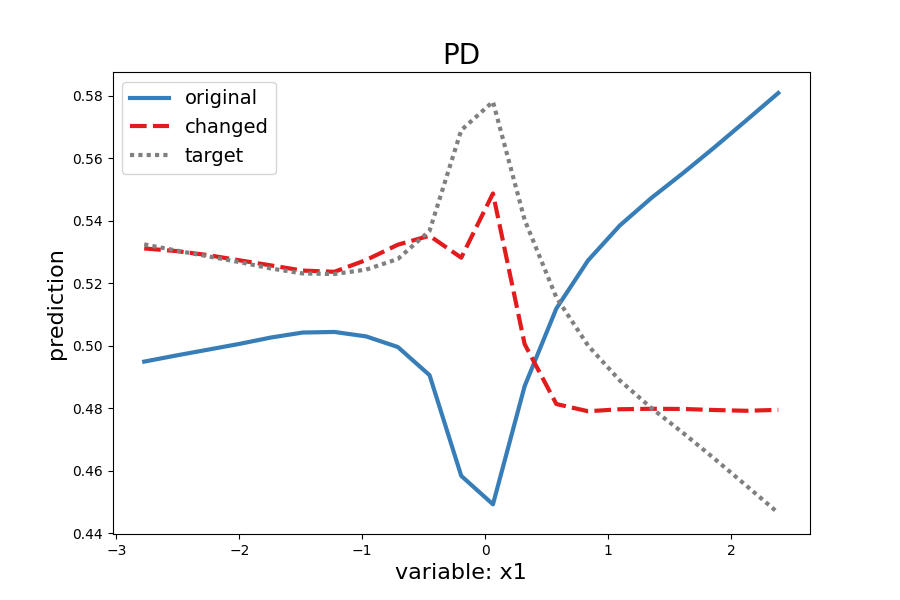 PD
original
changed
target
prediction
0.58
0.56
0.54
0.52
0.50
0.48
0.46
0.44
−3
−2
−1
0
1
2
variable: x1